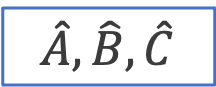 Â, B̂, Ĉ